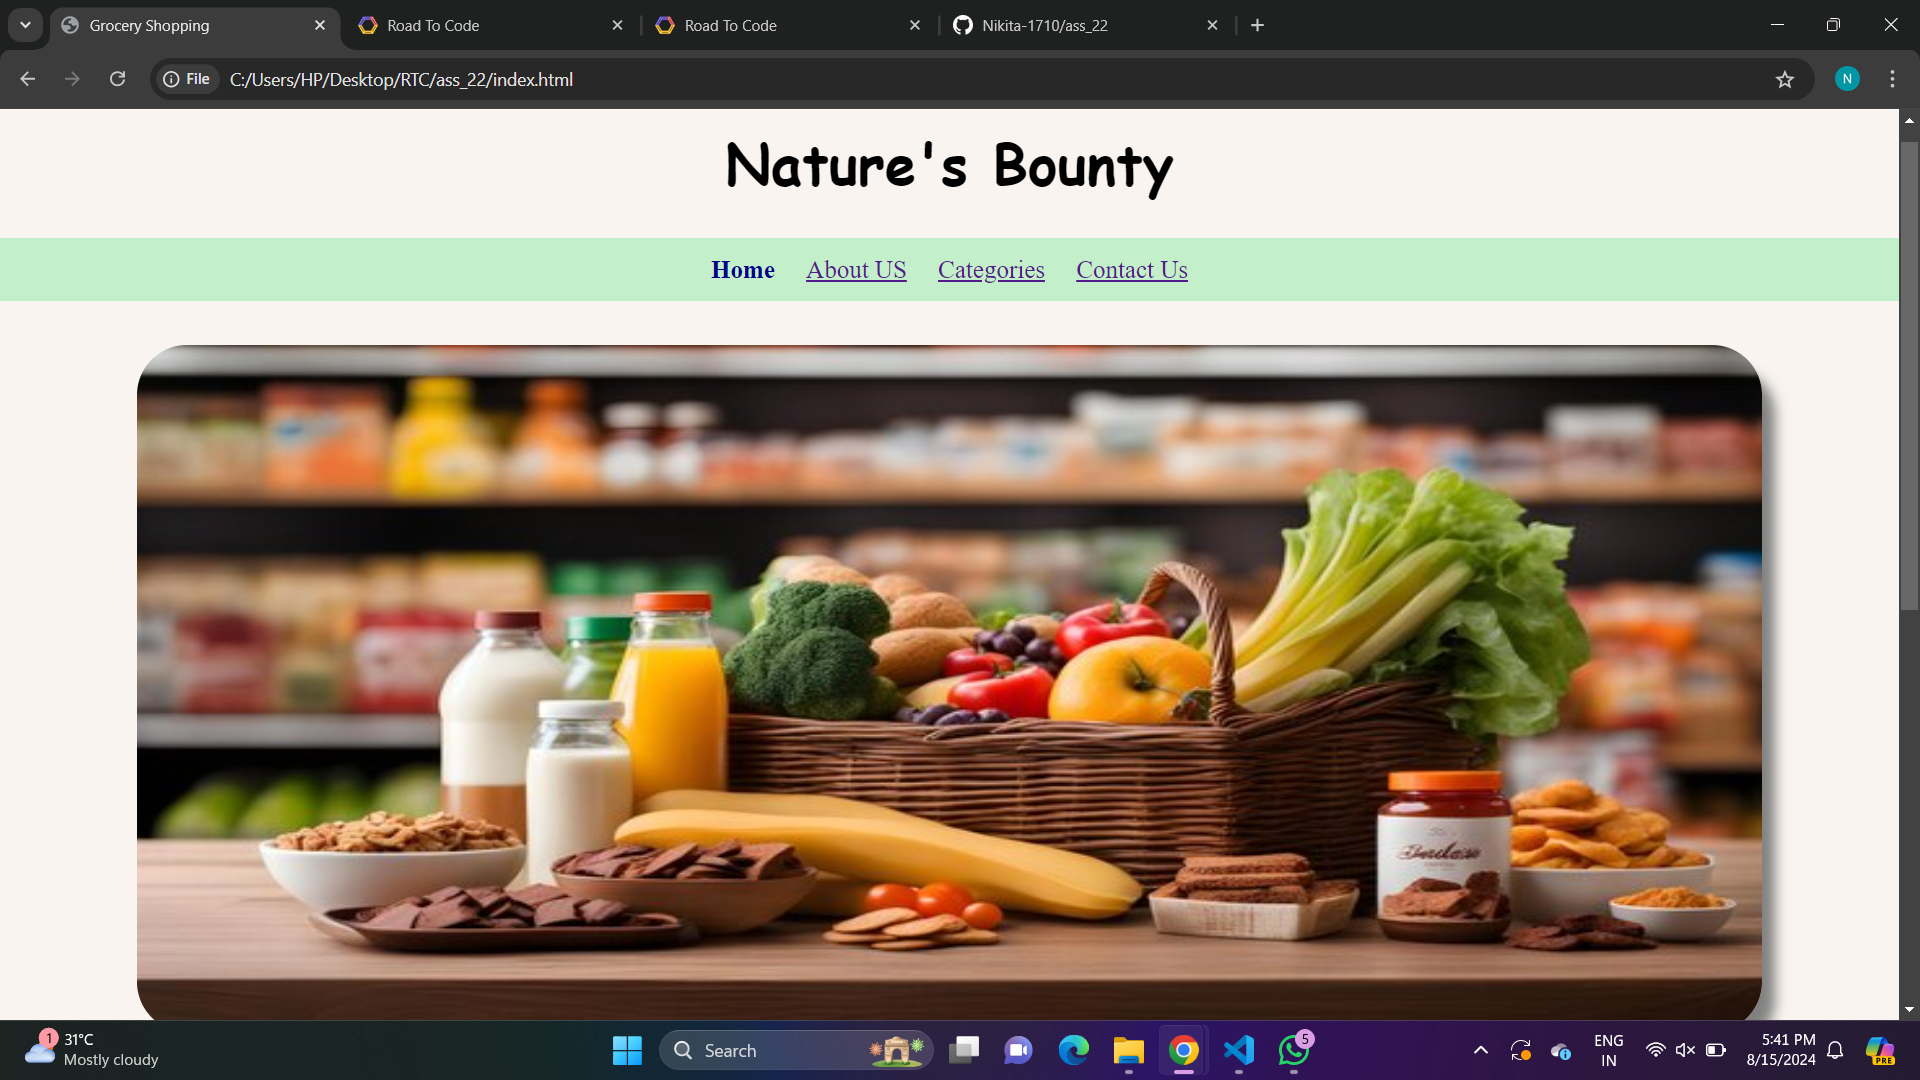 Grocery Shopping
Road To Code
Road To Code
Nikita-1710/ass_22
File
C:/Users/HP/Desktop/RTC/ass_22/index.html
N
Nature's Bounty
Home About US Categories Contact Us
1
31°C
Mostly cloudy
Search
5
ENG
IN
5:41 PM
8/15/2024
PRE